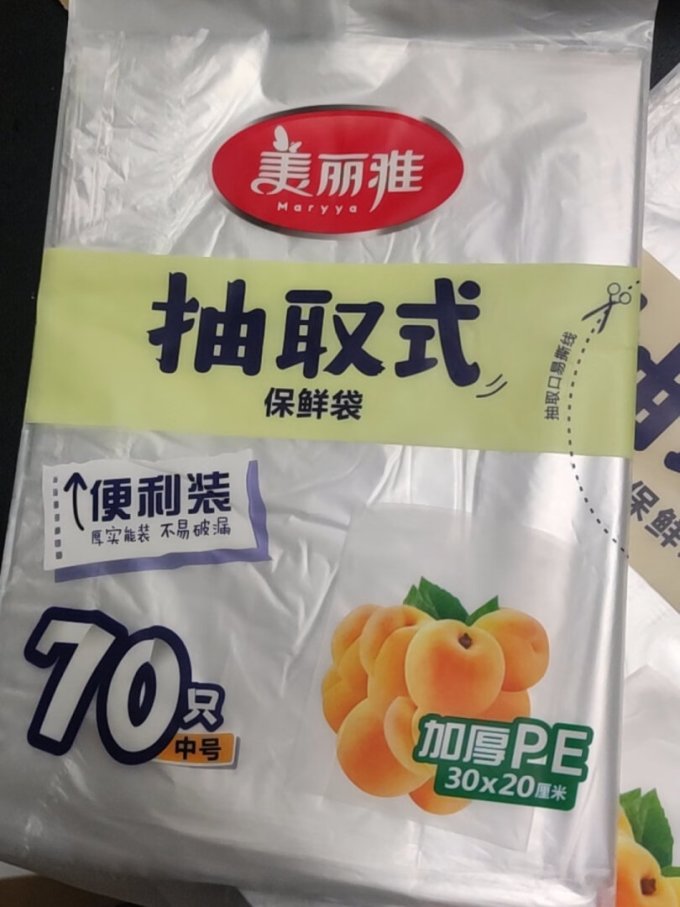 美丽雅
Maryya
抽取式
保鲜袋
抽取口易撕线
便利装
厚实能装 不易破漏
70只
中号
加厚PE
30x20厘米
保鲜